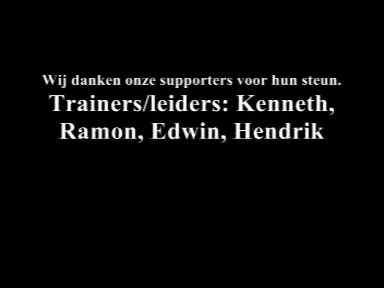 Wij danken onze supporters voor hun steun.
Trainers/leiders: Kenneth,
Ramon, Edwin, Hendrik